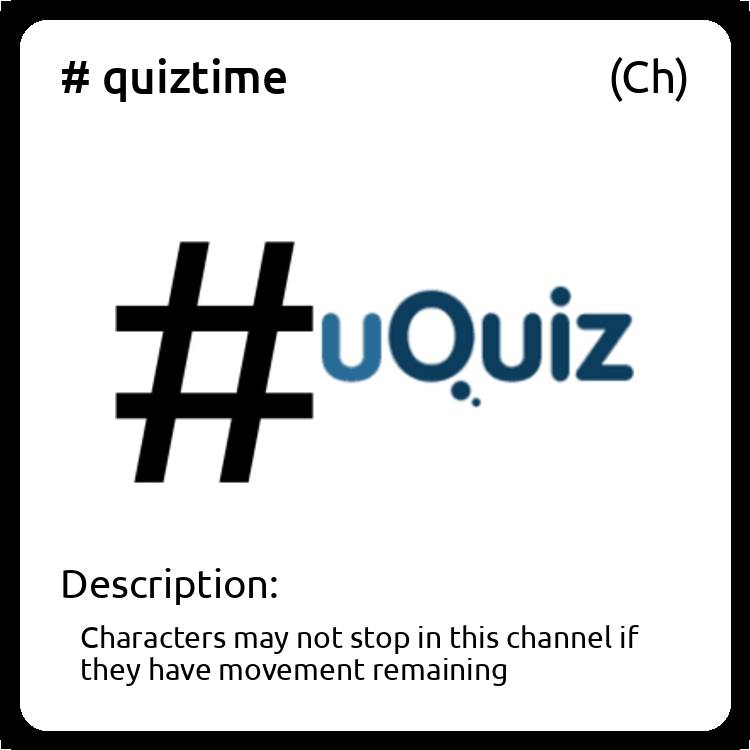 # quiztime (Ch)
#uQuiz
Description:
Characters may not stop in this channel if
they have movement remaining